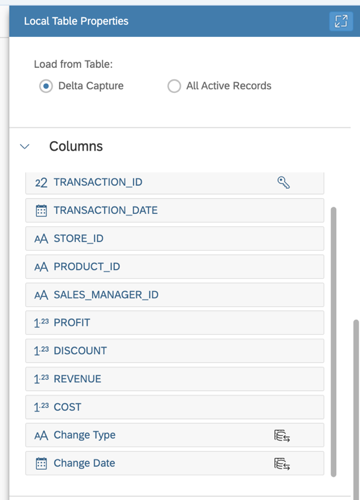 Local Table Properties
Load from Table:
Delta Capture
All Active Records
Columns
22 TRANSACTION_ID
TRANSACTION_DATE
AA STORE_ID
AA PRODUCT_ID
AA SALES_MANAGER_ID
1.23 PROFIT
1.23 DISCOUNT
1.23 REVENUE
1.23 COST
AA Change Type
Change Date